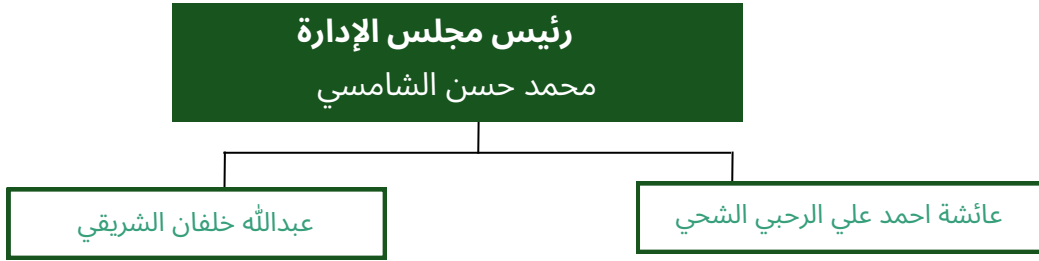 رئيس مجلس الإدارة
محمد حسن الشامسي
عائشة احمد علي الرحبي الشحي
عبدالله خلفان الشريقي